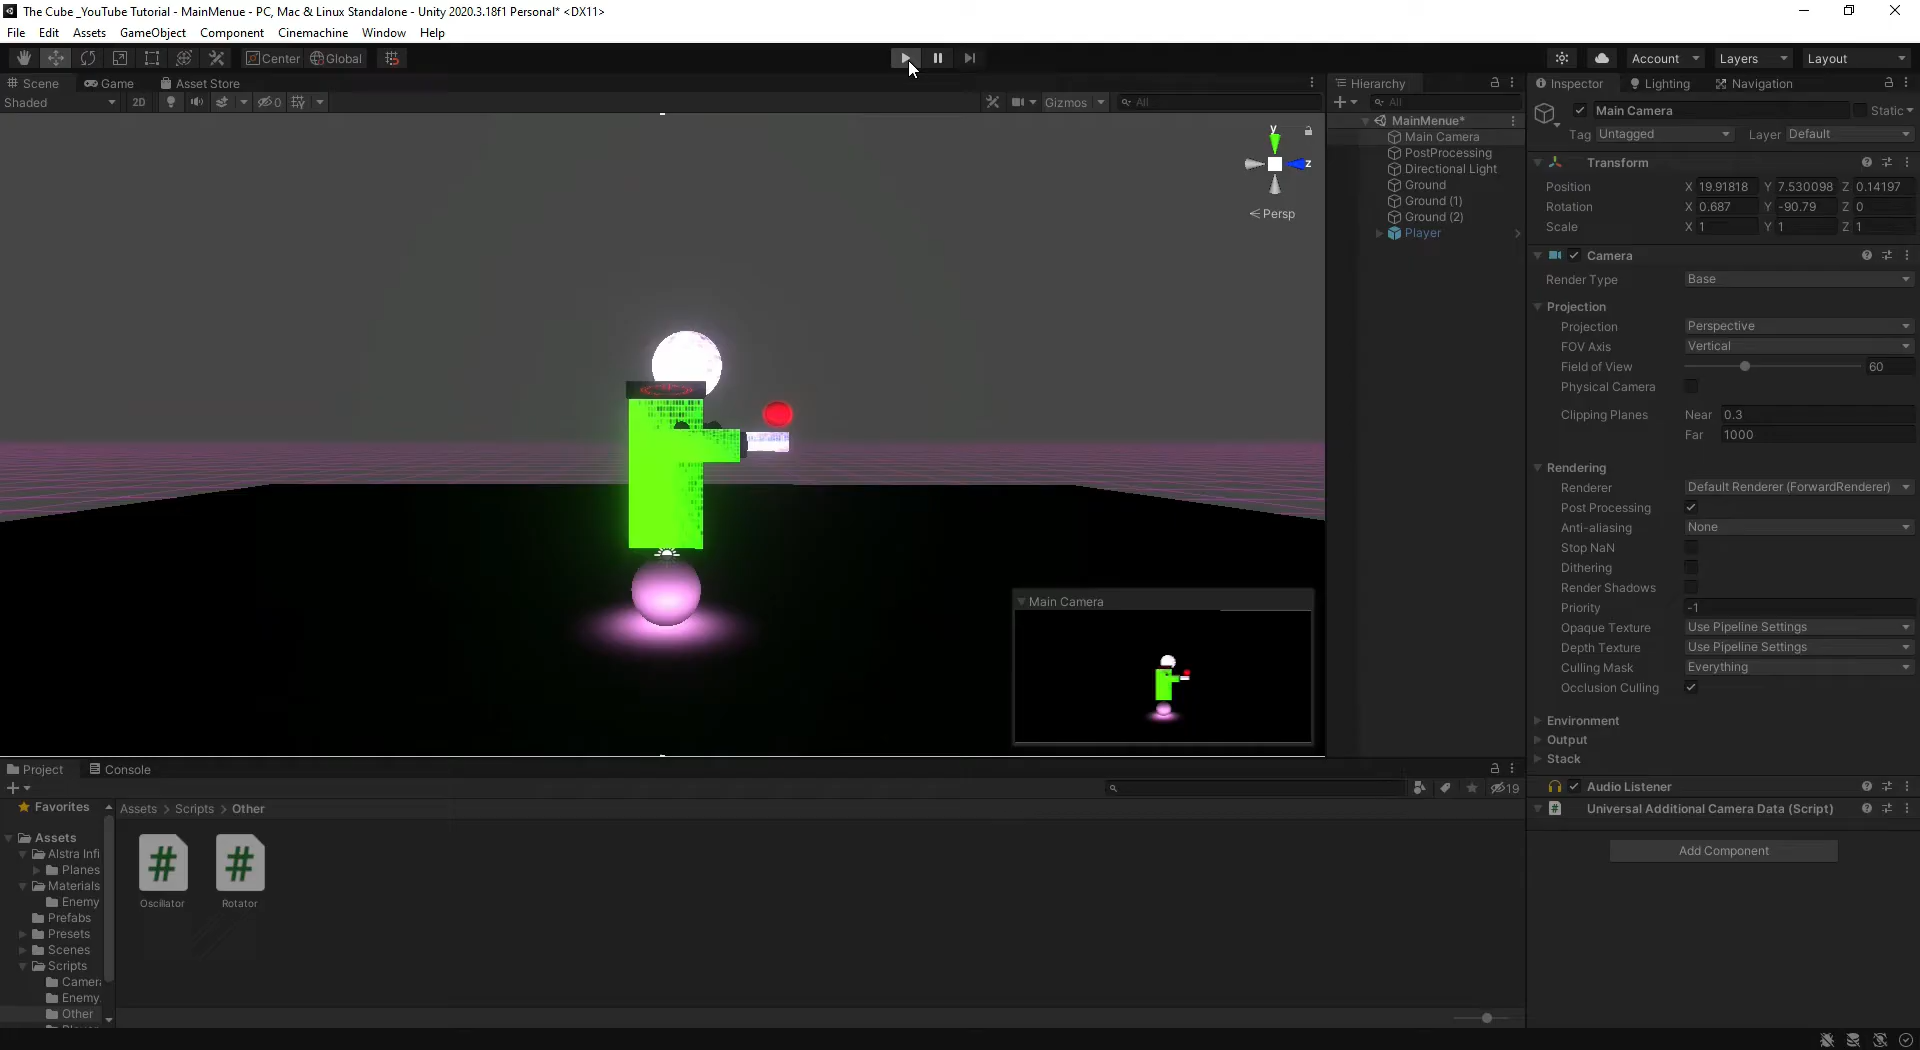 The Cube _YouTube Tutorial - MainMenue - PC, Mac & Linux Standalone - Unity 2020.3.18f1 Personal* <DX11>
File Edit Assets GameObject Component Cinemachine Window Help
Center Global Account Layers Layout
Scene Game Asset Store
Shaded 2D 0 Gizmos All
y
z
Persp
Main Camera
Hierarchy
All
MainMenue*
Main Camera
PostProcessing
Directional Light
Ground
Ground (1)
Ground (2)
Player
Inspector Lighting Navigation
Main Camera Static
Tag Untagged Layer Default
Transform
Position X 19.91818 Y 7.530098 Z 0.14197
Rotation X 0.687 Y -90.79 Z 0
Scale X 1 Y 1 Z 1
Camera
Render Type Base
Projection
Projection Perspective
FOV Axis Vertical
Field of View 60
Physical Camera
Clipping Planes Near 0.3
Far 1000
Rendering
Renderer Default Renderer (ForwardRenderer)
Post Processing
Anti-aliasing None
Stop NaN
Dithering
Render Shadows
Priority -1
Opaque Texture Use Pipeline Settings
Depth Texture Use Pipeline Settings
Culling Mask Everything
Occlusion Culling
Environment
Output
Stack
Audio Listener
# Universal Additional Camera Data (Script)
Add Component
Project Console
19
Favorites
Assets
Alstra Infi
Planes
Materials
Enemy
Prefabs
Presets
Scenes
Scripts
Camer
Enemy
Other
Assets > Scripts > Other
# #
Oscillator Rotator